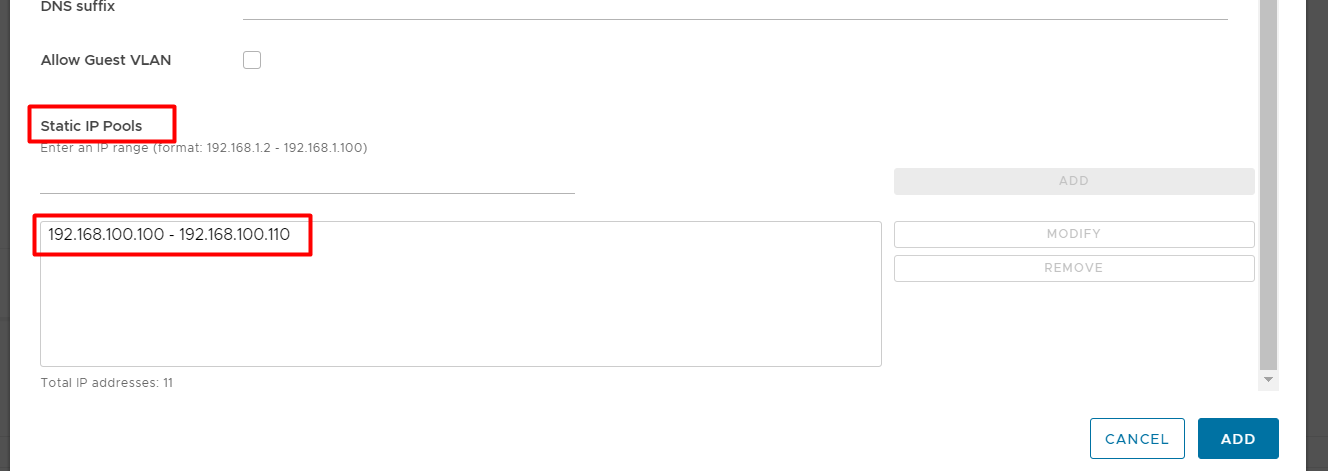 DNS suffix
Allow Guest VLAN
Static IP Pools
Enter an IP range (format: 192.168.1.2 - 192.168.1.100)
ADD
192.168.100.100 - 192.168.100.110
MODIFY
REMOVE
Total IP addresses: 11
CANCEL
ADD